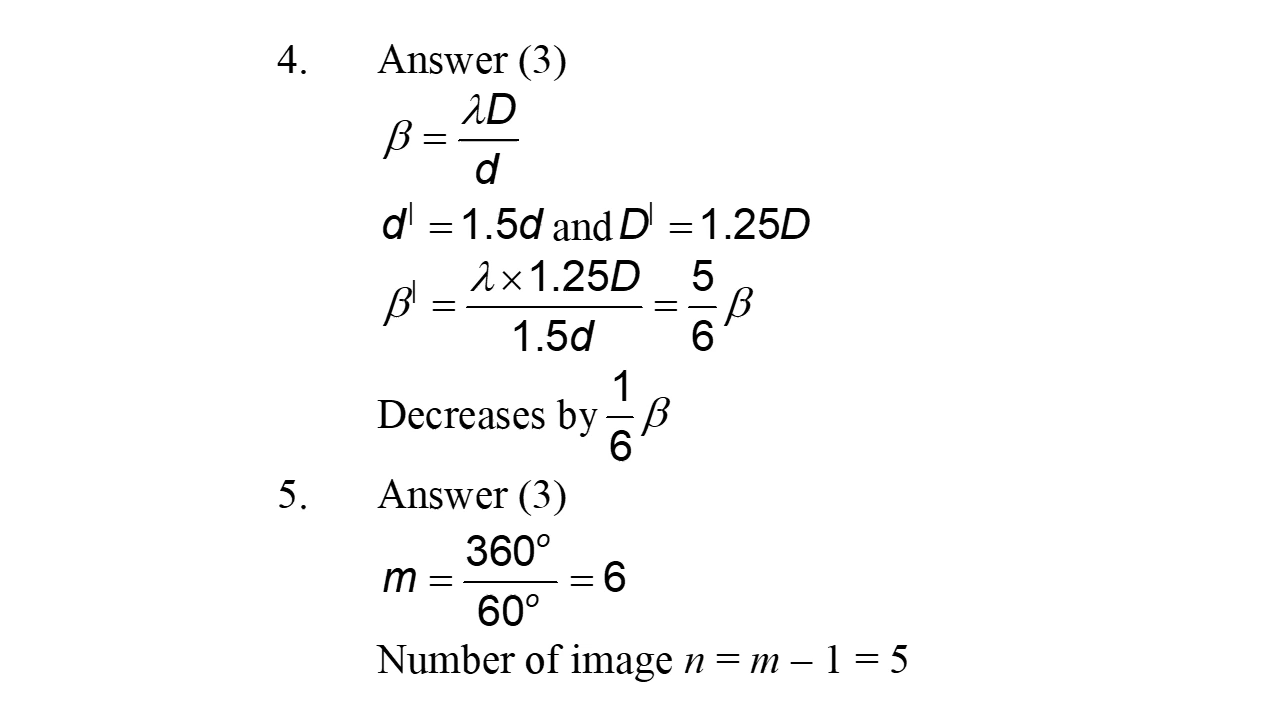 4. Answer (3)
β = λD / d
d| = 1.5d and D| = 1.25D
β| = λ × 1.25D / 1.5d = 5/6 β
Decreases by 1/6 β
5. Answer (3)
m = 360° / 60° = 6
Number of image n = m – 1 = 5